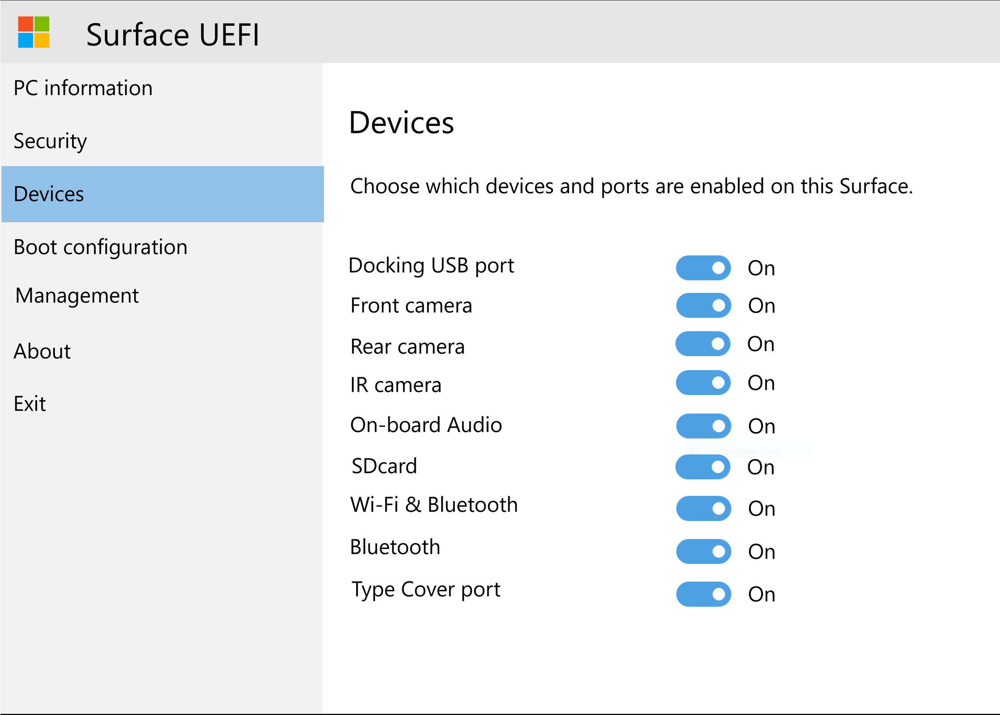 Surface UEFI
PC information
Security
Devices
Boot configuration
Management
About
Exit
Devices
Choose which devices and ports are enabled on this Surface.
Docking USB port On
Front camera On
Rear camera On
IR camera On
On-board Audio On
Rectangular Snip
SDcard On
Wi-Fi & Bluetooth On
Bluetooth On
Type Cover port On